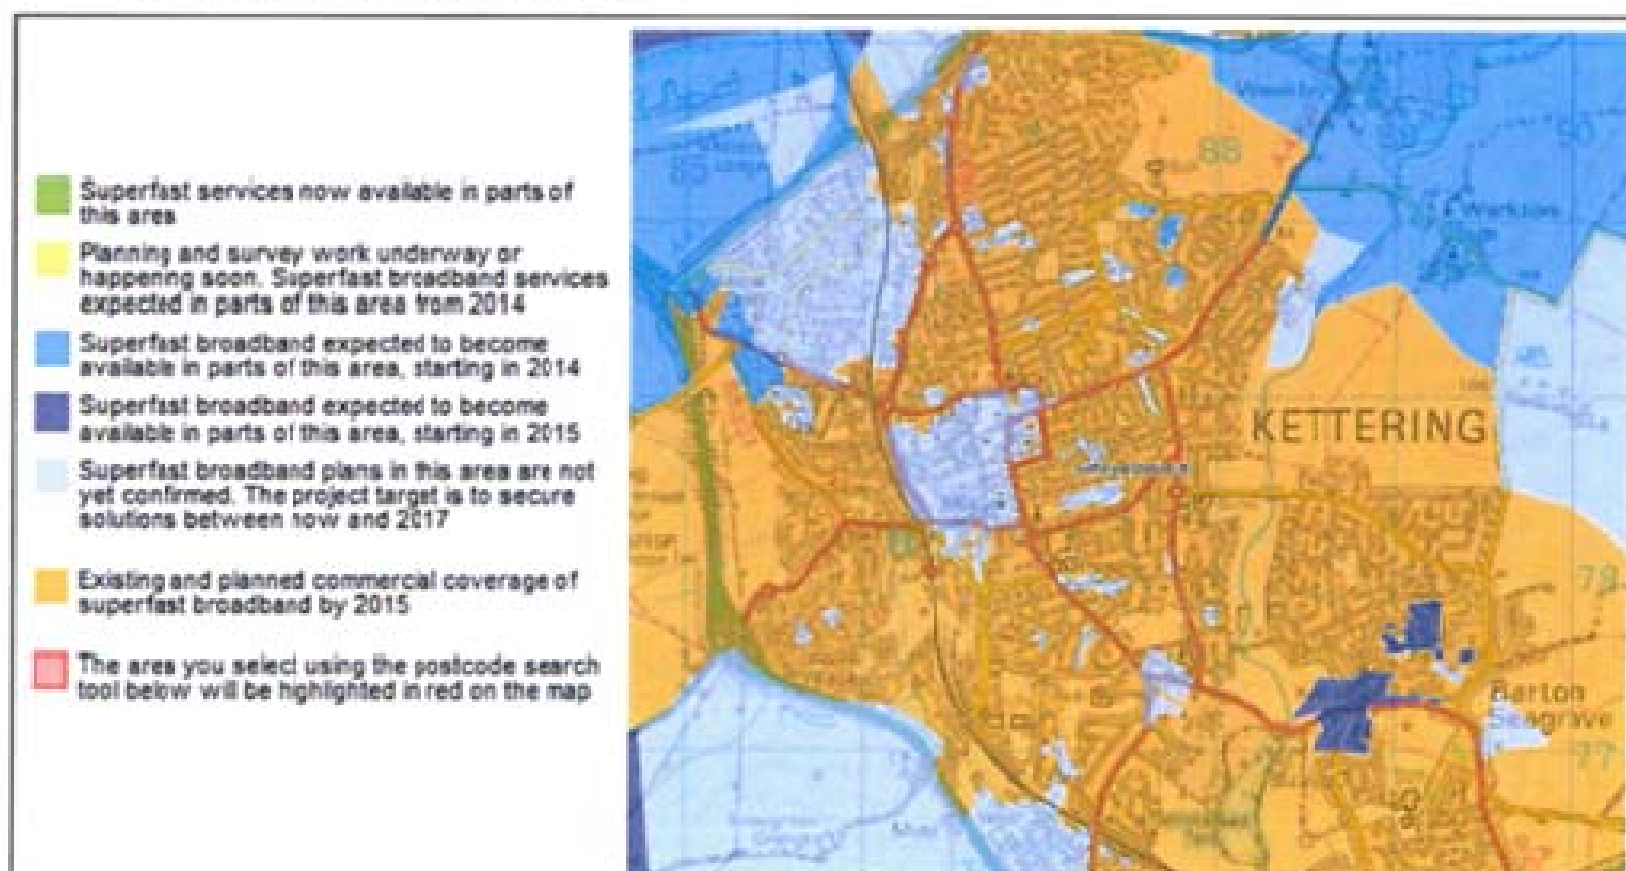 Superfast services now available in parts of
this area
Planning and survey work underway or
happening soon. Superfast broadband services
expected in parts of this area from 2014
Superfast broadband expected to become
available in parts of this area, starting in 2014
Superfast broadband expected to become
available in parts of this area, starting in 2015
Superfast broadband plans in this area are not
yet confirmed. The project target is to secure
solutions between now and 2017
Existing and planned commercial coverage of
superfast broadband by 2015
The area you select using the postcode search
tool below will be highlighted in red on the map
88
90
85
Warkton
KETTERING
79
Barton
Seagrave
77